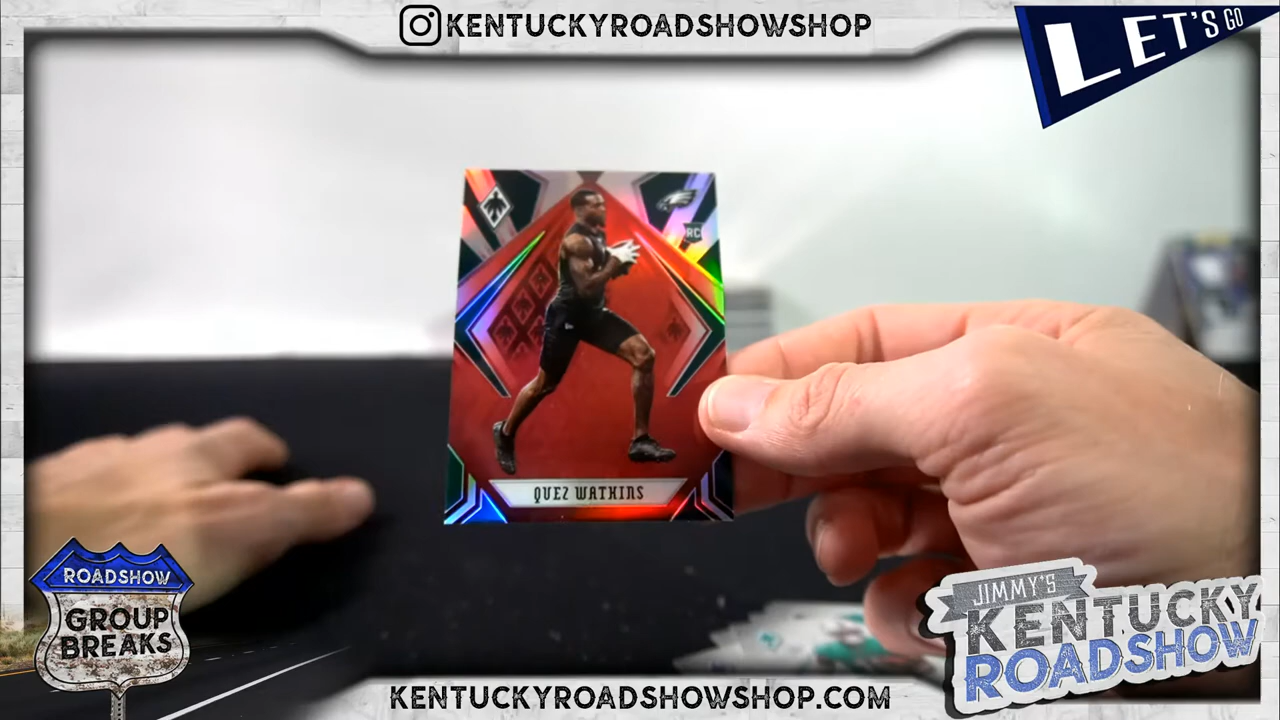 KENTUCKYROADSHOWSHOP
LET'S GO
RC
QUEZ WATKINS
ROADSHOW
GROUP
BREAKS
JIMMY'S
KENTUCKY
ROADSHOW
KENTUCKYROADSHOWSHOP.COM